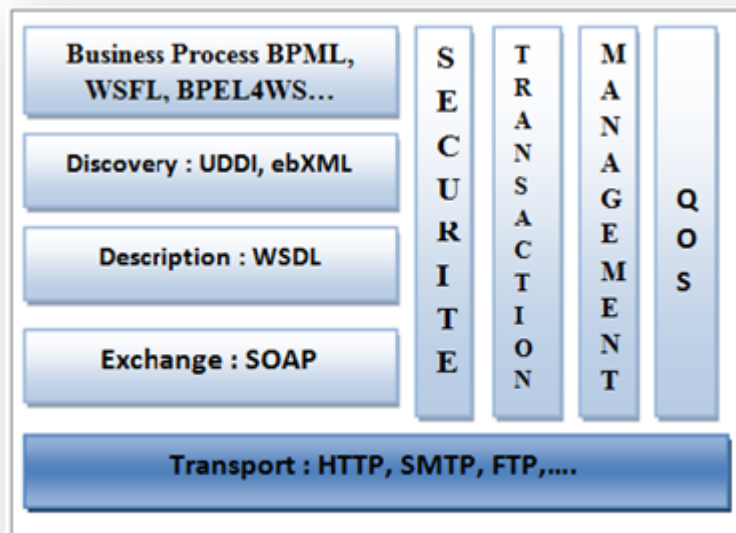 Business Process BPML,
WSFL, BPEL4WS...
Discovery : UDDI, ebXML
Description : WSDL
Exchange : SOAP
SECURITE
TRANSACTION
MANAGEMENT
QOS
Transport : HTTP, SMTP, FTP,....